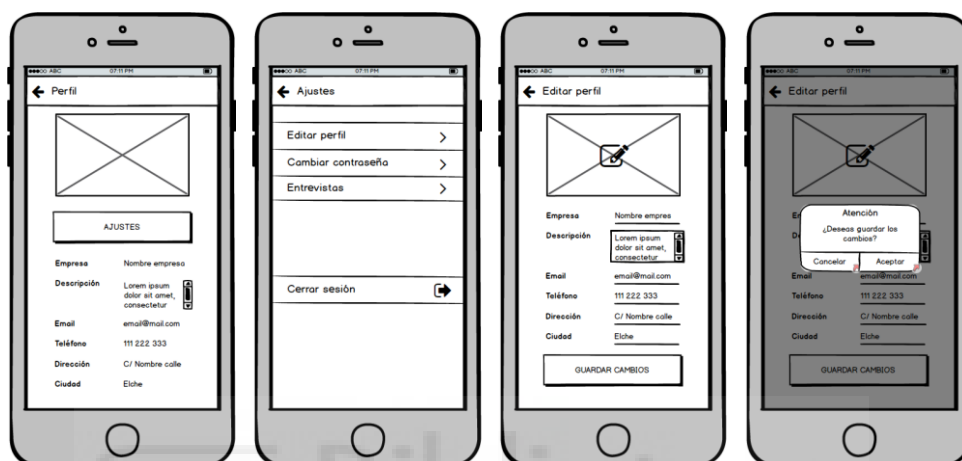 ABC 07:11 PM
Perfil
AJUSTES
Empresa Nombre empresa
Descripción Lorem ipsum
dolor sit amet,
consectetur
Email email@mail.com
Teléfono 111 222 333
Dirección C/ Nombre calle
Ciudad Elche
ABC 07:11 PM
Ajustes
Editar perfil
Cambiar contraseña
Entrevistas
Cerrar sesión
ABC 07:11 PM
Editar perfil
Empresa Nombre empres
Descripción Lorem ipsum
dolor sit amet,
consectetur
Email email@mail.com
Teléfono 111 222 333
Dirección C/ Nombre calle
Ciudad Elche
GUARDAR CAMBIOS
ABC 07:11 PM
Editar perfil
Atención
¿Deseas guardar los
cambios?
Cancelar Aceptar
Email email@mail.com
Teléfono 111 222 333
Dirección C/ Nombre calle
Ciudad Elche
GUARDAR CAMBIOS